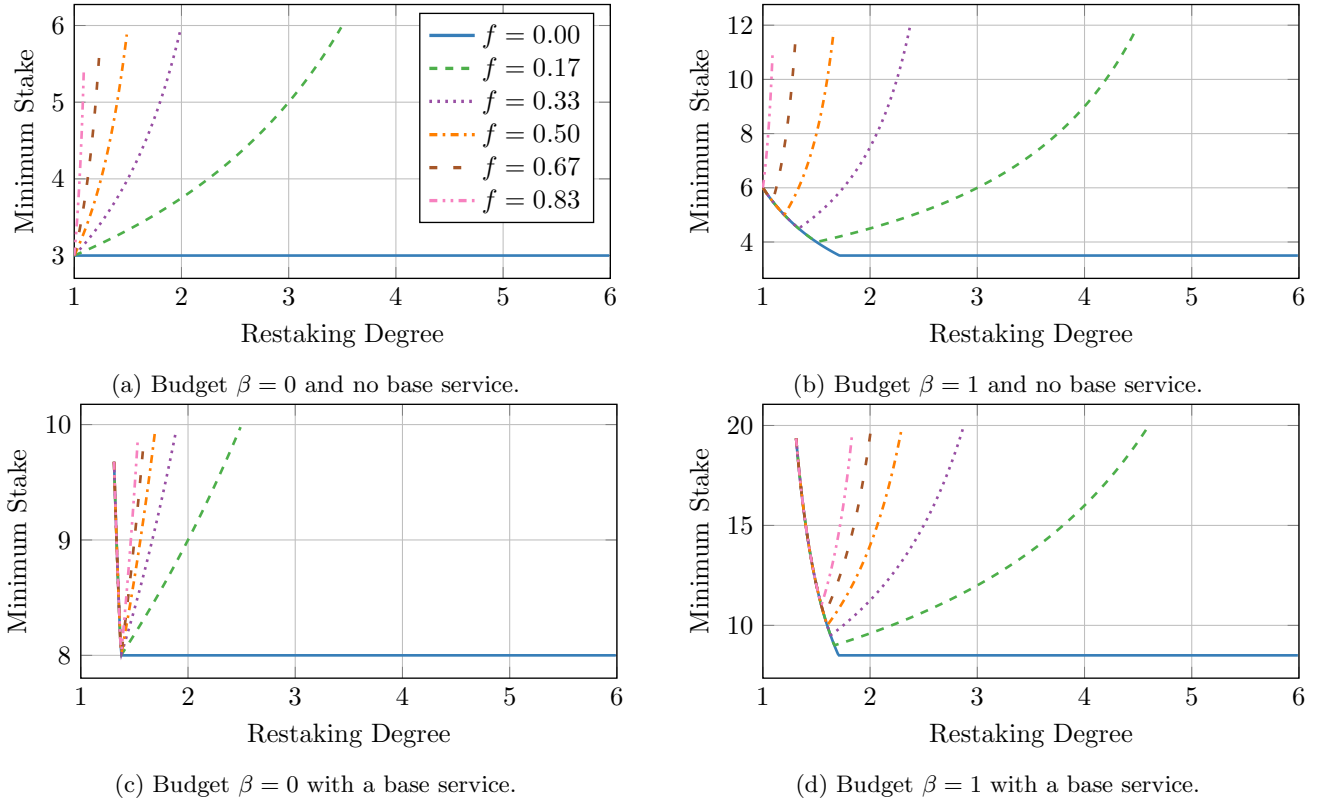 6
5
4
3
1
2
3
4
5
6
Minimum Stake
Restaking Degree
f = 0.00
f = 0.17
f = 0.33
f = 0.50
f = 0.67
f = 0.83
(a) Budget β = 0 and no base service.
12
10
8
6
4
1
2
3
4
5
6
Minimum Stake
Restaking Degree
(b) Budget β = 1 and no base service.
10
9
8
1
2
3
4
5
6
Minimum Stake
Restaking Degree
(c) Budget β = 0 with a base service.
20
15
10
1
2
3
4
5
6
Minimum Stake
Restaking Degree
(d) Budget β = 1 with a base service.